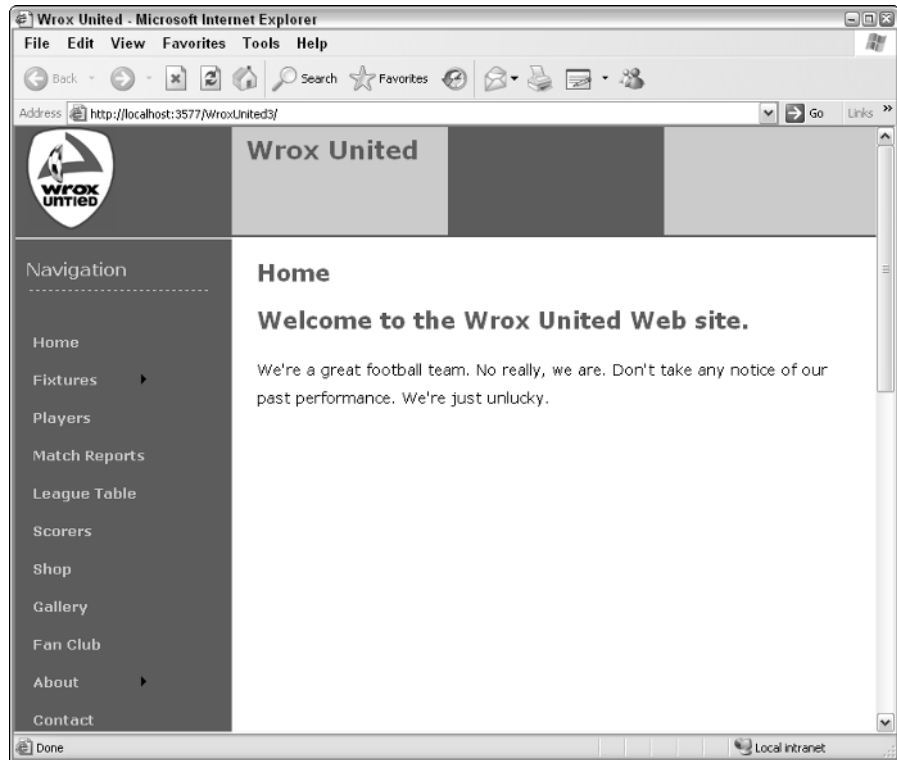 Wrox United - Microsoft Internet Explorer
File Edit View Favorites Tools Help
Back Search Favorites
Address http://localhost:3577/WroxUnited3/ Go Links »
wrox
UNTIED
Wrox United
Navigation
Home
Fixtures
Players
Match Reports
League Table
Scorers
Shop
Gallery
Fan Club
About
Contact
Home
Welcome to the Wrox United Web site.
We're a great football team. No really, we are. Don't take any notice of our
past performance. We're just unlucky.
Done Local intranet